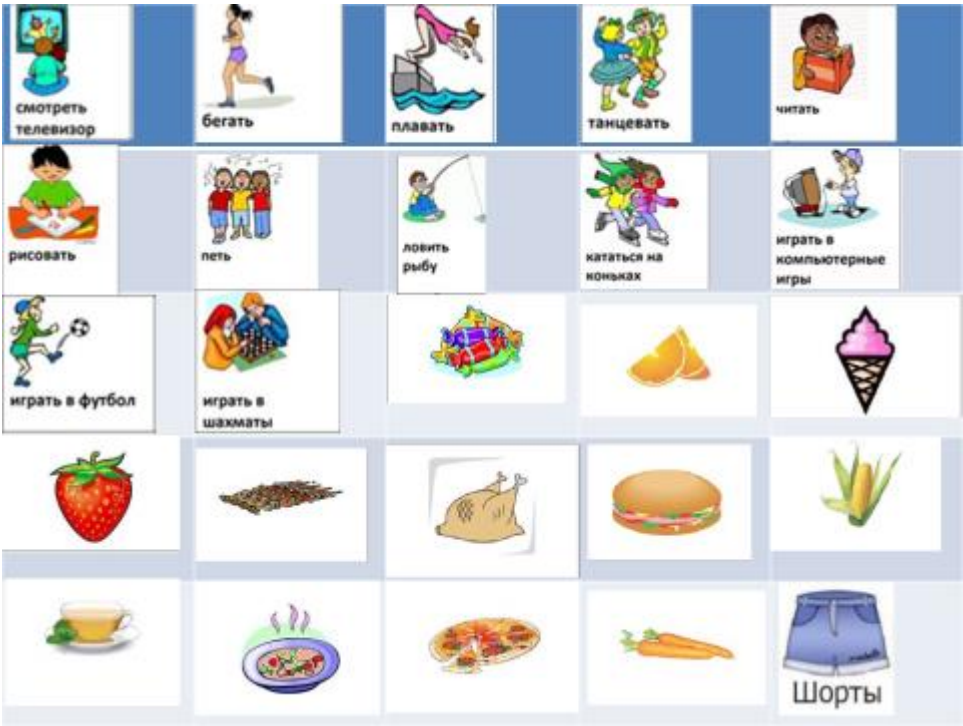 смотреть
телевизор
бегать
плавать
танцевать
читать
рисовать
петь
ловить
рыбу
кататься на
коньках
играть в
компьютерные
игры
играть в футбол
играть в
шахматы
Шорты